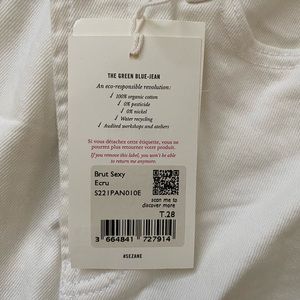 THE GREEN BLUE-JEAN
An eco-responsible revolution:
✓ 100% organic cotton
✓ 0% pesticide
✓ 0% nickel
✓ Water recycling
✓ Audited workshops and ateliers
Si vous détachez cette étiquette, vous ne
pourrez plus retourner votre produit.
If you remove this label, you won't be able
to return me anymore.
Brut Sexy
Ecru
S221PAN010E
scan me to
discover more
T.28
3 664841 727914
#SEZANE